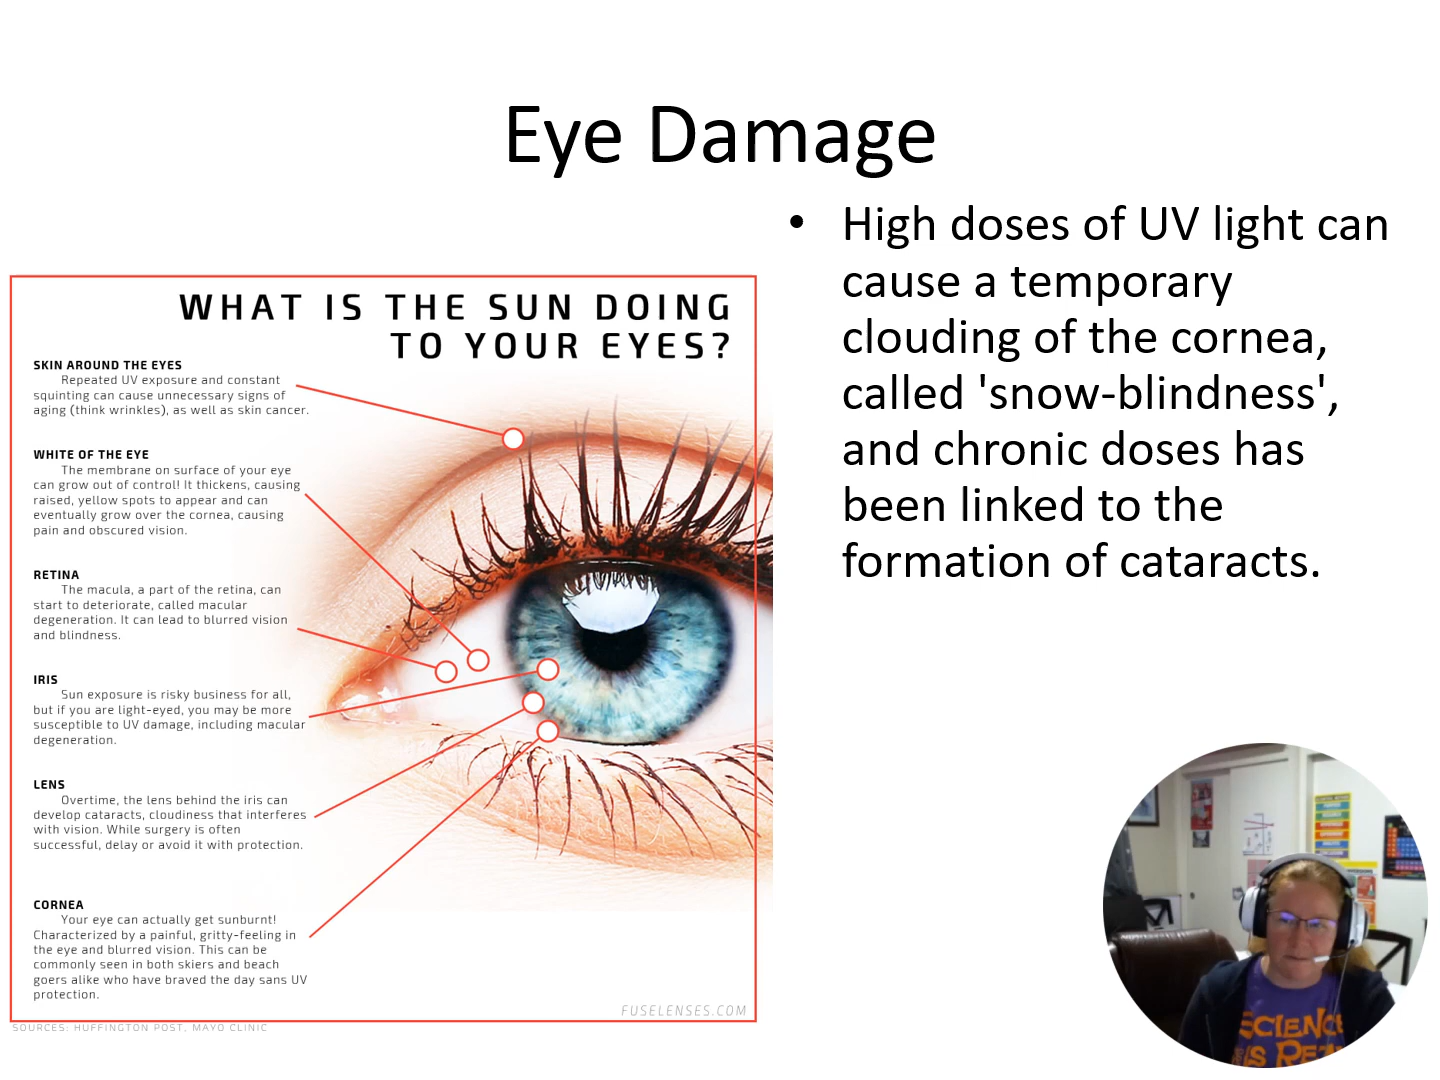 Eye Damage
• High doses of UV light can
cause a temporary
clouding of the cornea,
called 'snow-blindness',
and chronic doses has
been linked to the
formation of cataracts.
WHAT IS THE SUN DOING
TO YOUR EYES?
SKIN AROUND THE EYES
Repeated UV exposure and constant
squinting can cause unnecessary signs of
aging (think wrinkles), as well as skin cancer.
WHITE OF THE EYE
The membrane on surface of your eye
can grow out of control! It thickens, causing
raised, yellow spots to appear and can
eventually grow over the cornea, causing
pain and obscured vision.
RETINA
The macula, a part of the retina, can
start to deteriorate, called macular
degeneration. It can lead to blurred vision
and blindness.
IRIS
Sun exposure is risky business for all,
but if you are light-eyed, you may be more
susceptible to UV damage, including macular
degeneration.
LENS
Overtime, the lens behind the iris can
develop cataracts, cloudiness that interferes
with vision. While surgery is often
successful, delay or avoid it with protection.
CORNEA
Your eye can actually get sunburnt!
Characterized by a painful, gritty-feeling in
the eye and blurred vision. This can be
commonly seen in both skiers and beach
goers alike who have braved the day sans UV
protection.
FUSELENSES.COM
SOURCES: HUFFINGTON POST, MAYO CLINIC
SCIENCE
IS